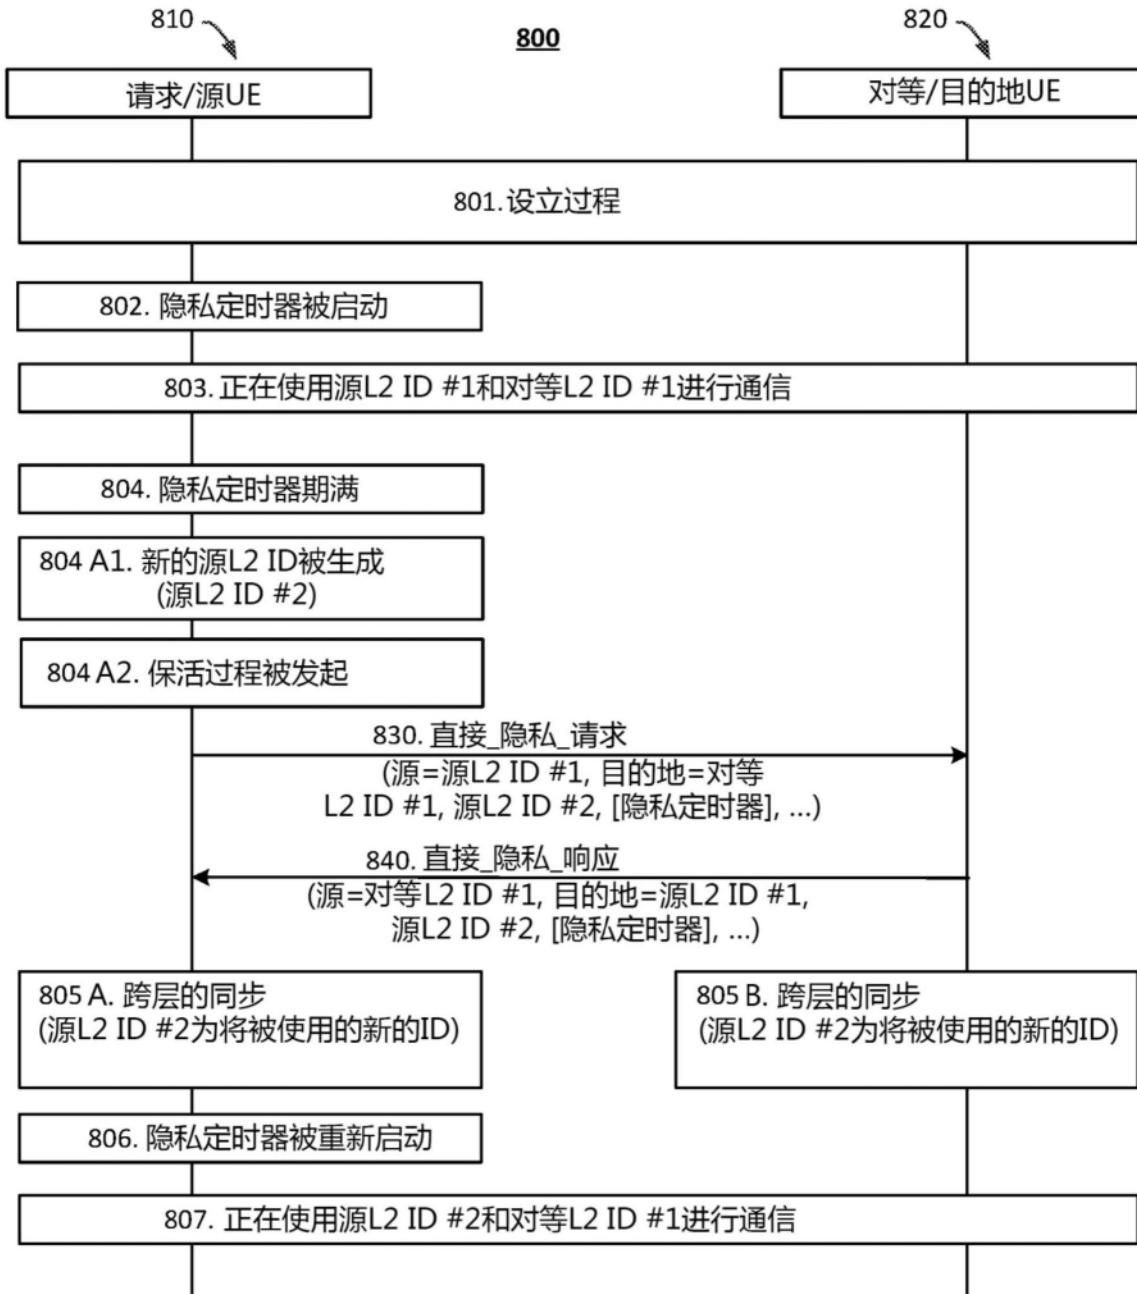 810
800
820
请求/源UE
对等/目的地UE
801.设立过程
802. 隐私定时器被启动
803. 正在使用源L2 ID #1和对等L2 ID #1进行通信
804. 隐私定时器期满
804 A1. 新的源L2 ID被生成
(源L2 ID #2)
804 A2. 保活过程被发起
830. 直接_隐私_请求
(源=源L2 ID #1, 目的地=对等
L2 ID #1, 源L2 ID #2, [隐私定时器], ...)
840. 直接_隐私_响应
(源=对等L2 ID #1, 目的地=源L2 ID #1,
源L2 ID #2, [隐私定时器], ...)
805 A. 跨层的同步
(源L2 ID #2为将被使用的新的ID)
805 B. 跨层的同步
(源L2 ID #2为将被使用的新的ID)
806. 隐私定时器被重新启动
807. 正在使用源L2 ID #2和对等L2 ID #1进行通信